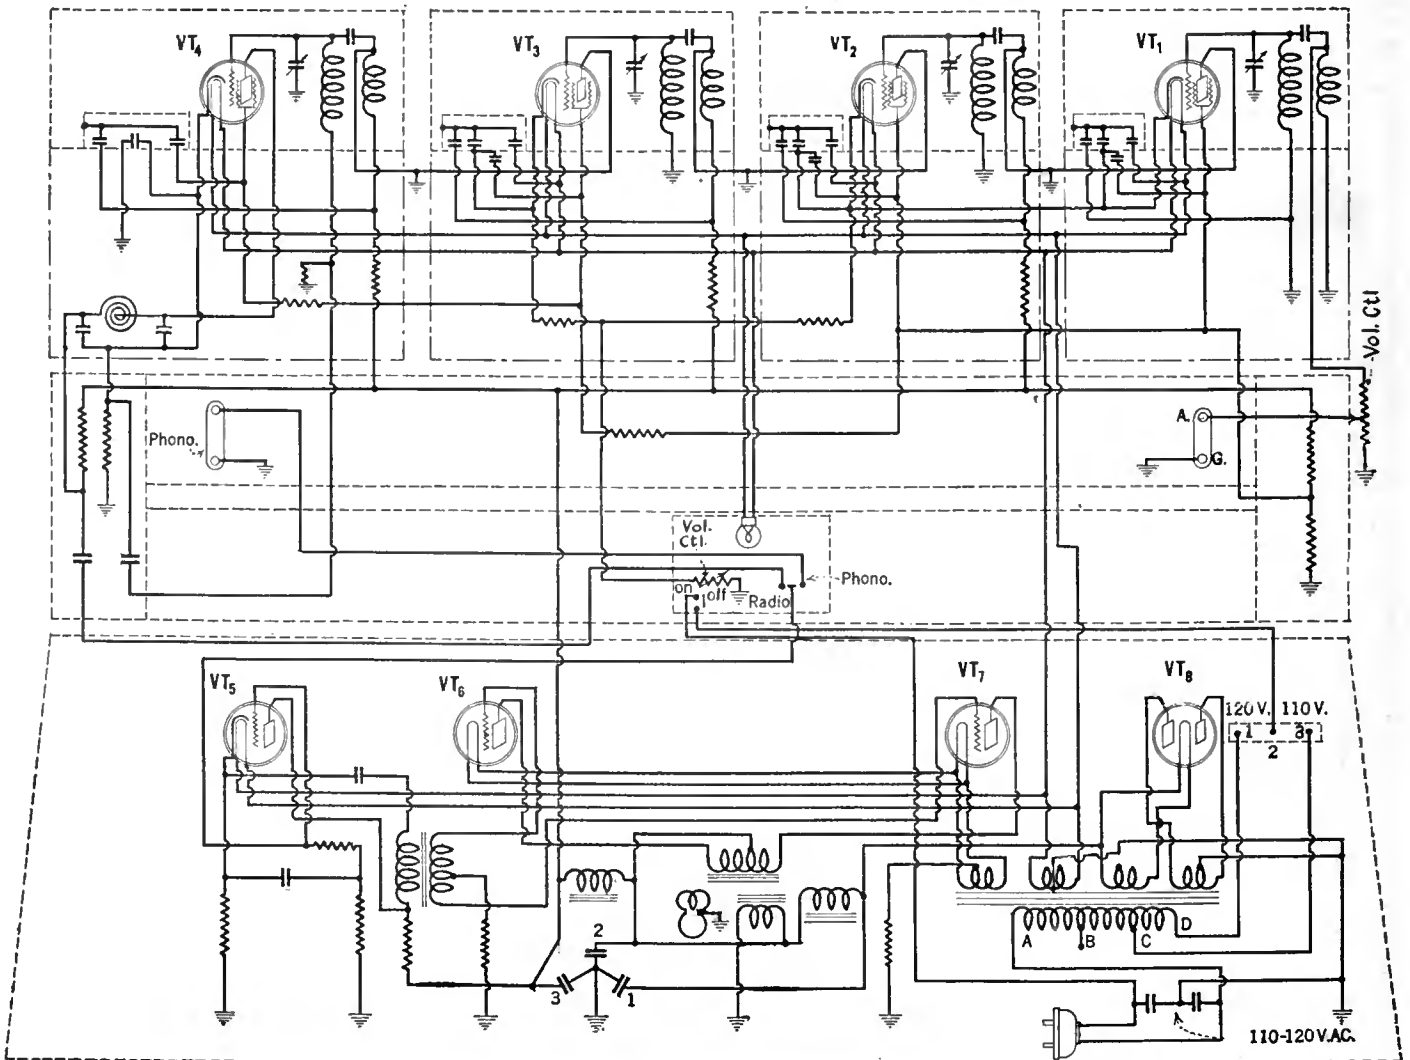 VT4 VT3 VT2 VT1
Vol. Ctl
Phono.
A.
G.
Vol.
Ctl.
Phono.
on
off
Radio
VT5 VT6 VT7 VT8
120 V. 110 V.
1 2 3
A B C D
2
3 1
110-120 V. AC.